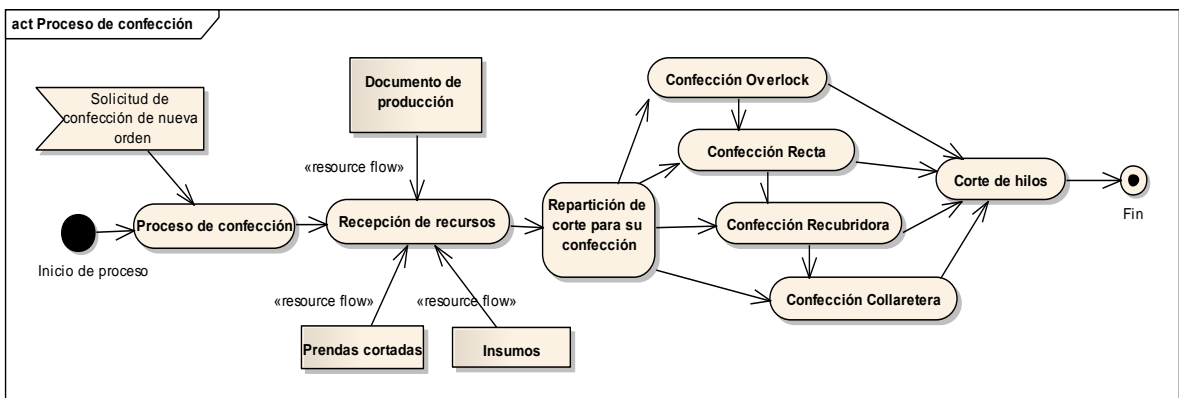 act Proceso de confección
Solicitud de
confección de nueva
orden
Documento de
producción
Confección Overlock
«resource flow»
Confección Recta
Corte de hilos
Repartición de
corte para su
confección
Proceso de confección
Recepción de recursos
Confección Recubridora
Fin
Inicio de proceso
«resource flow»
«resource flow»
Confección Collaretera
Prendas cortadas
Insumos